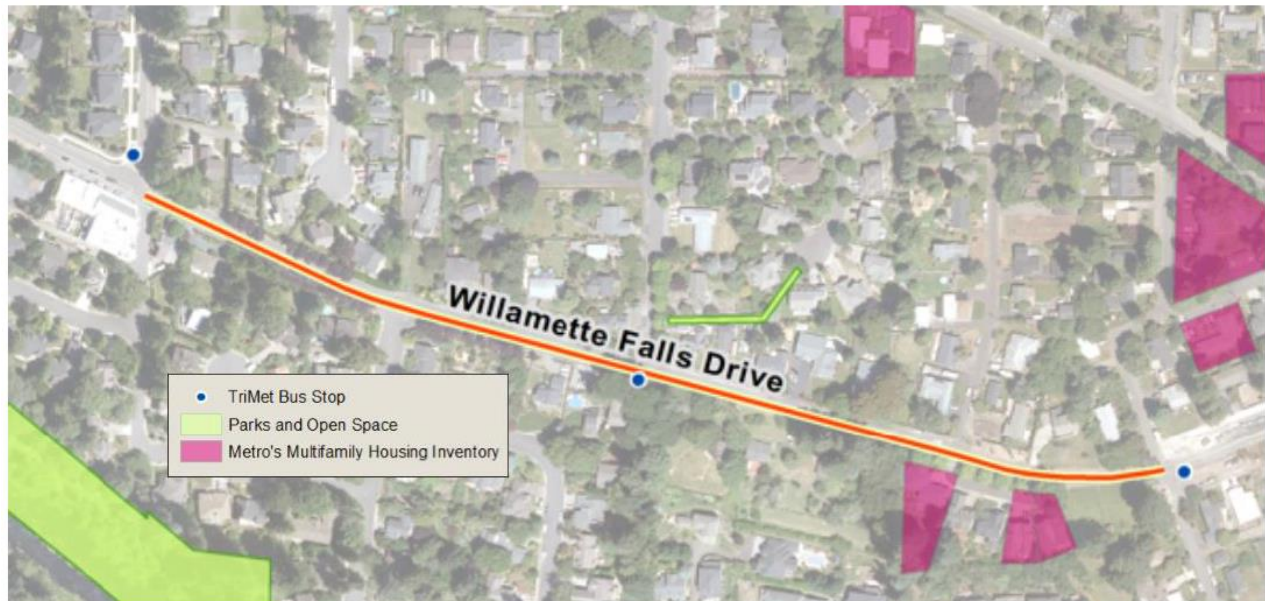 Willamette Falls Drive
TriMet Bus Stop
Parks and Open Space
Metro's Multifamily Housing Inventory